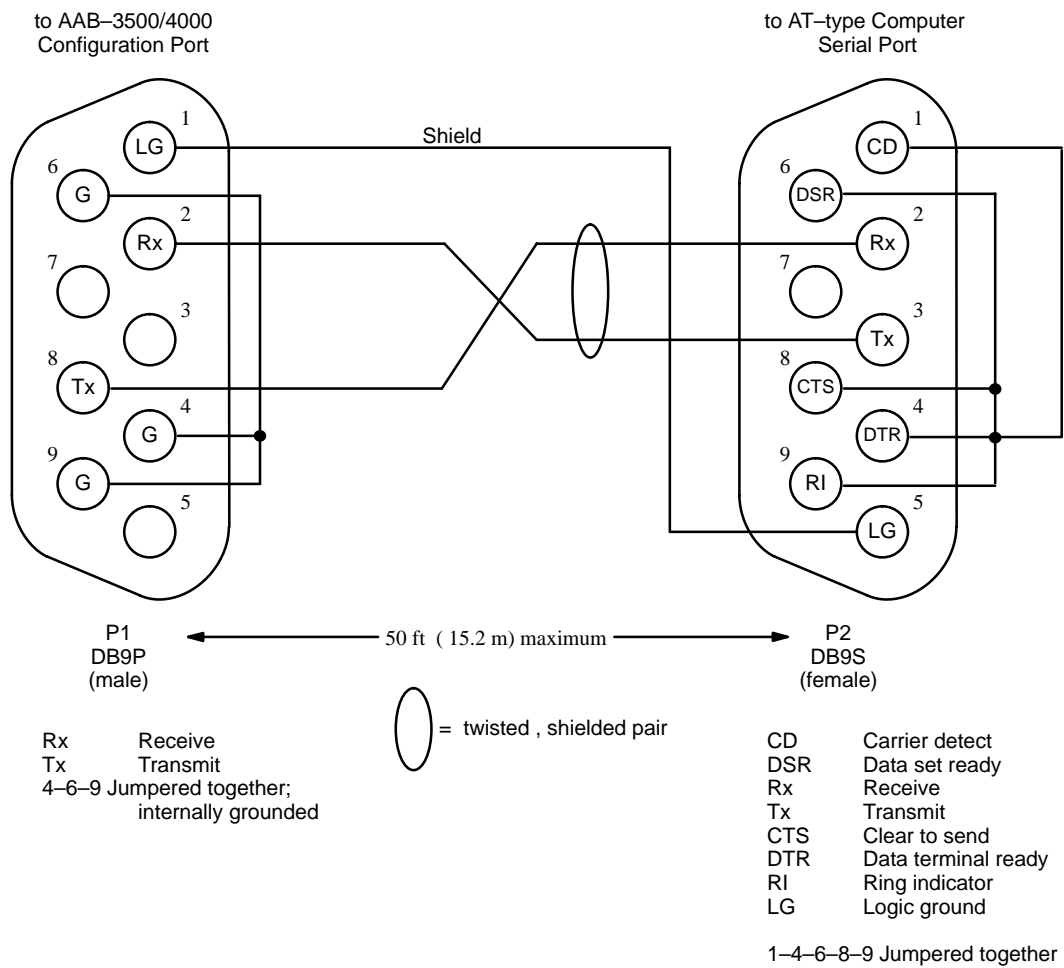 to AAB–3500/4000
Configuration Port
to AT–type Computer
Serial Port
1
LG
Shield
6
G
2
Rx
7
3
8
Tx
4
G
9
G
5
1
CD
6
DSR
2
Rx
7
3
Tx
8
CTS
4
DTR
9
RI
5
LG
P1
DB9P
(male)
50 ft ( 15.2 m) maximum
P2
DB9S
(female)
= twisted , shielded pair
Rx Receive
Tx Transmit
4–6–9 Jumpered together;
internally grounded
CD Carrier detect
DSR Data set ready
Rx Receive
Tx Transmit
CTS Clear to send
DTR Data terminal ready
RI Ring indicator
LG Logic ground
1–4–6–8–9 Jumpered together